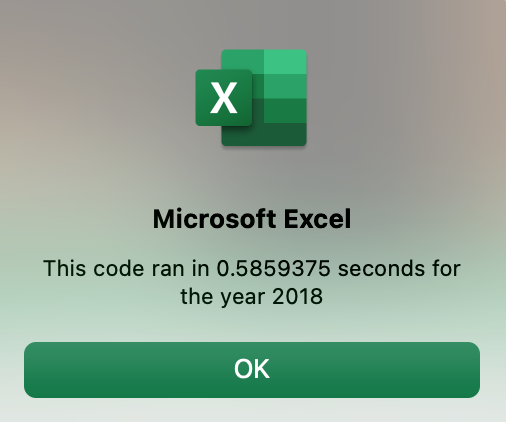 X
Microsoft Excel
This code ran in 0.5859375 seconds for
the year 2018
OK